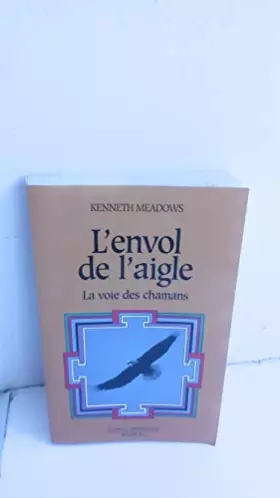 KENNETH MEADOWS
L'envol
de l'aigle
La voie des chamans